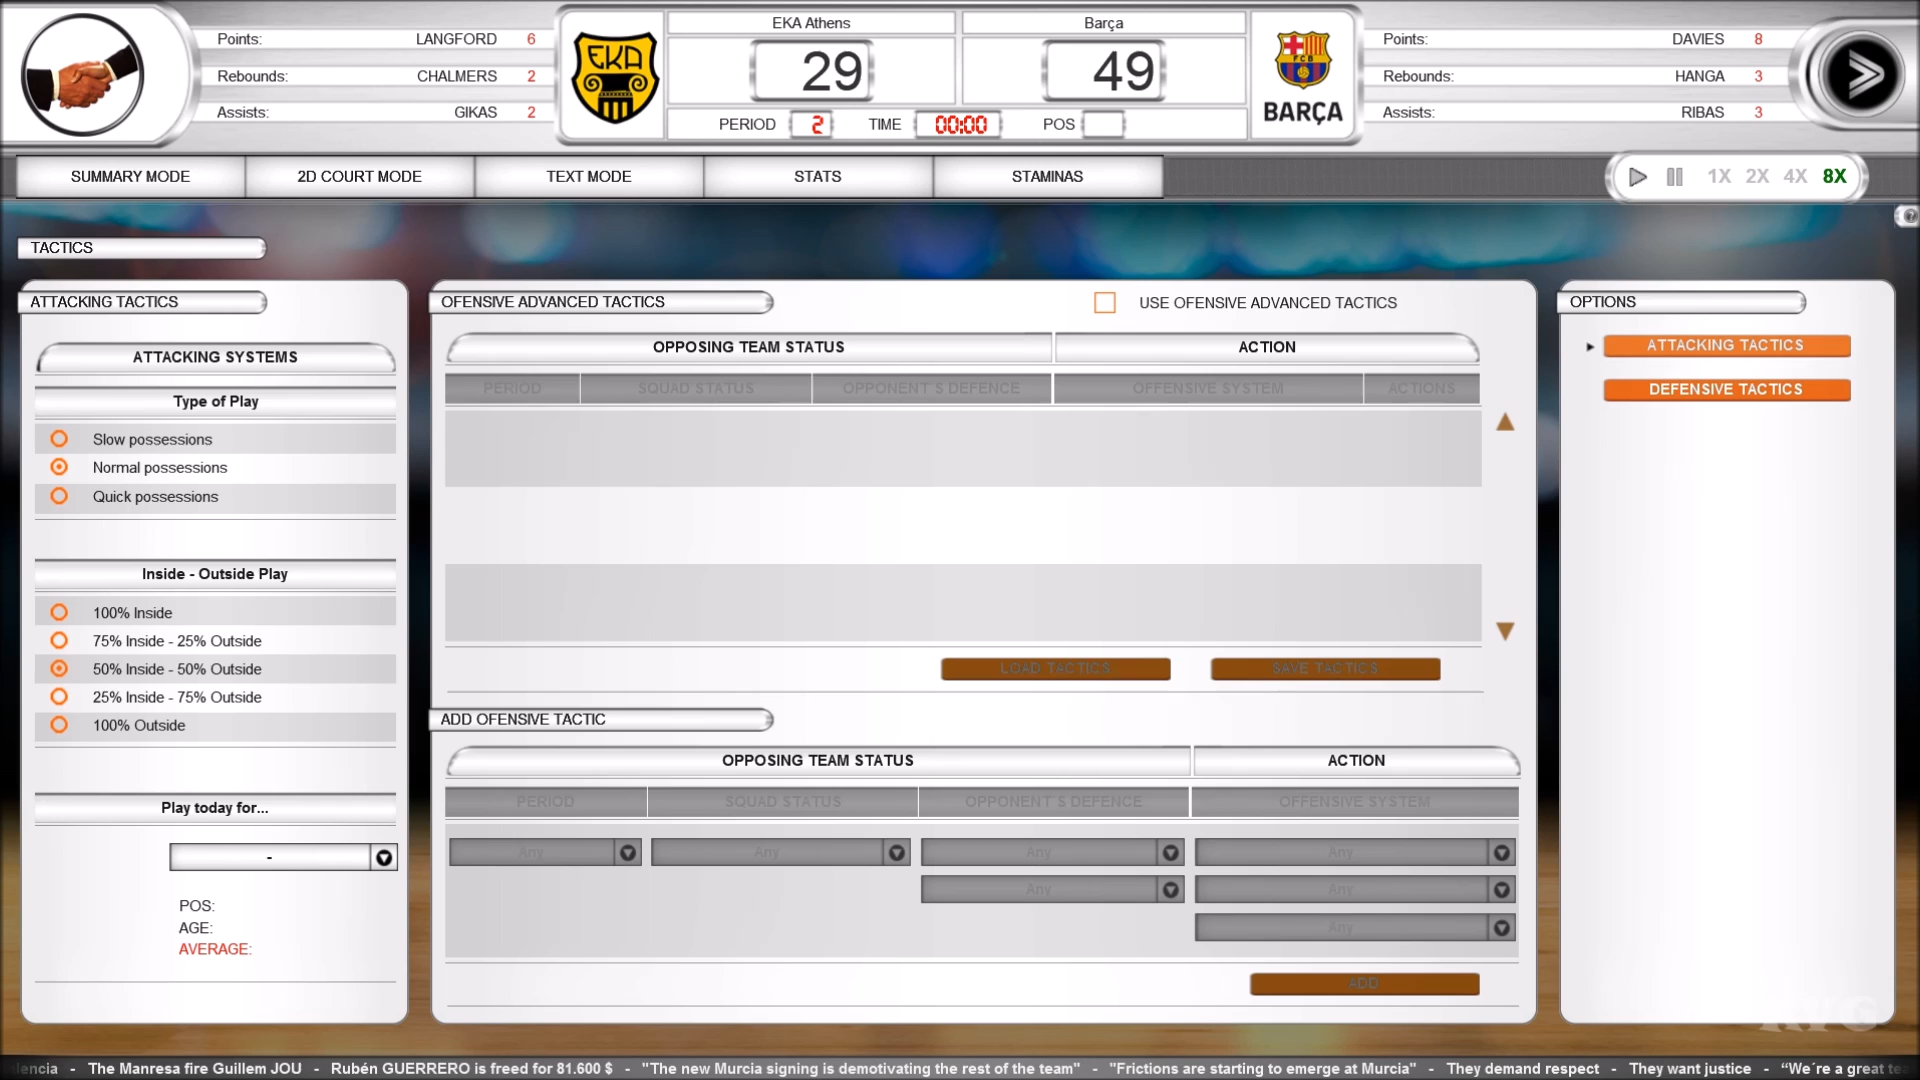 Points: LANGFORD 6
Rebounds: CHALMERS 2
Assists: GIKAS 2
EKA
EKA Athens
29
Barça
49
PERIOD 2 TIME 00:00 POS
FCB
BARÇA
Points: DAVIES 8
Rebounds: HANGA 3
Assists: RIBAS 3
SUMMARY MODE
2D COURT MODE
TEXT MODE
STATS
STAMINAS
1X 2X 4X 8X
TACTICS
ATTACKING TACTICS
ATTACKING SYSTEMS
Type of Play
Slow possessions
Normal possessions
Quick possessions
Inside - Outside Play
100% Inside
75% Inside - 25% Outside
50% Inside - 50% Outside
25% Inside - 75% Outside
100% Outside
Play today for...
-
POS:
AGE:
AVERAGE:
OFENSIVE ADVANCED TACTICS
USE OFENSIVE ADVANCED TACTICS
OPPOSING TEAM STATUS ACTION
PERIOD SQUAD STATUS OPPONENT´S DEFENCE OFFENSIVE SYSTEM ACTIONS
LOAD TACTICS SAVE TACTICS
ADD OFENSIVE TACTIC
OPPOSING TEAM STATUS ACTION
PERIOD SQUAD STATUS OPPONENT´S DEFENCE OFFENSIVE SYSTEM
Any Any Any Any
Any Any
Any
ADD
OPTIONS
ATTACKING TACTICS
DEFENSIVE TACTICS
RVG
lencia - The Manresa fire Guillem JOU - Rubén GUERRERO is freed for 81.600 $ - "The new Murcia signing is demotivating the rest of the team" - "Frictions are starting to emerge at Murcia" - They demand respect - They want justice - “We´re a great